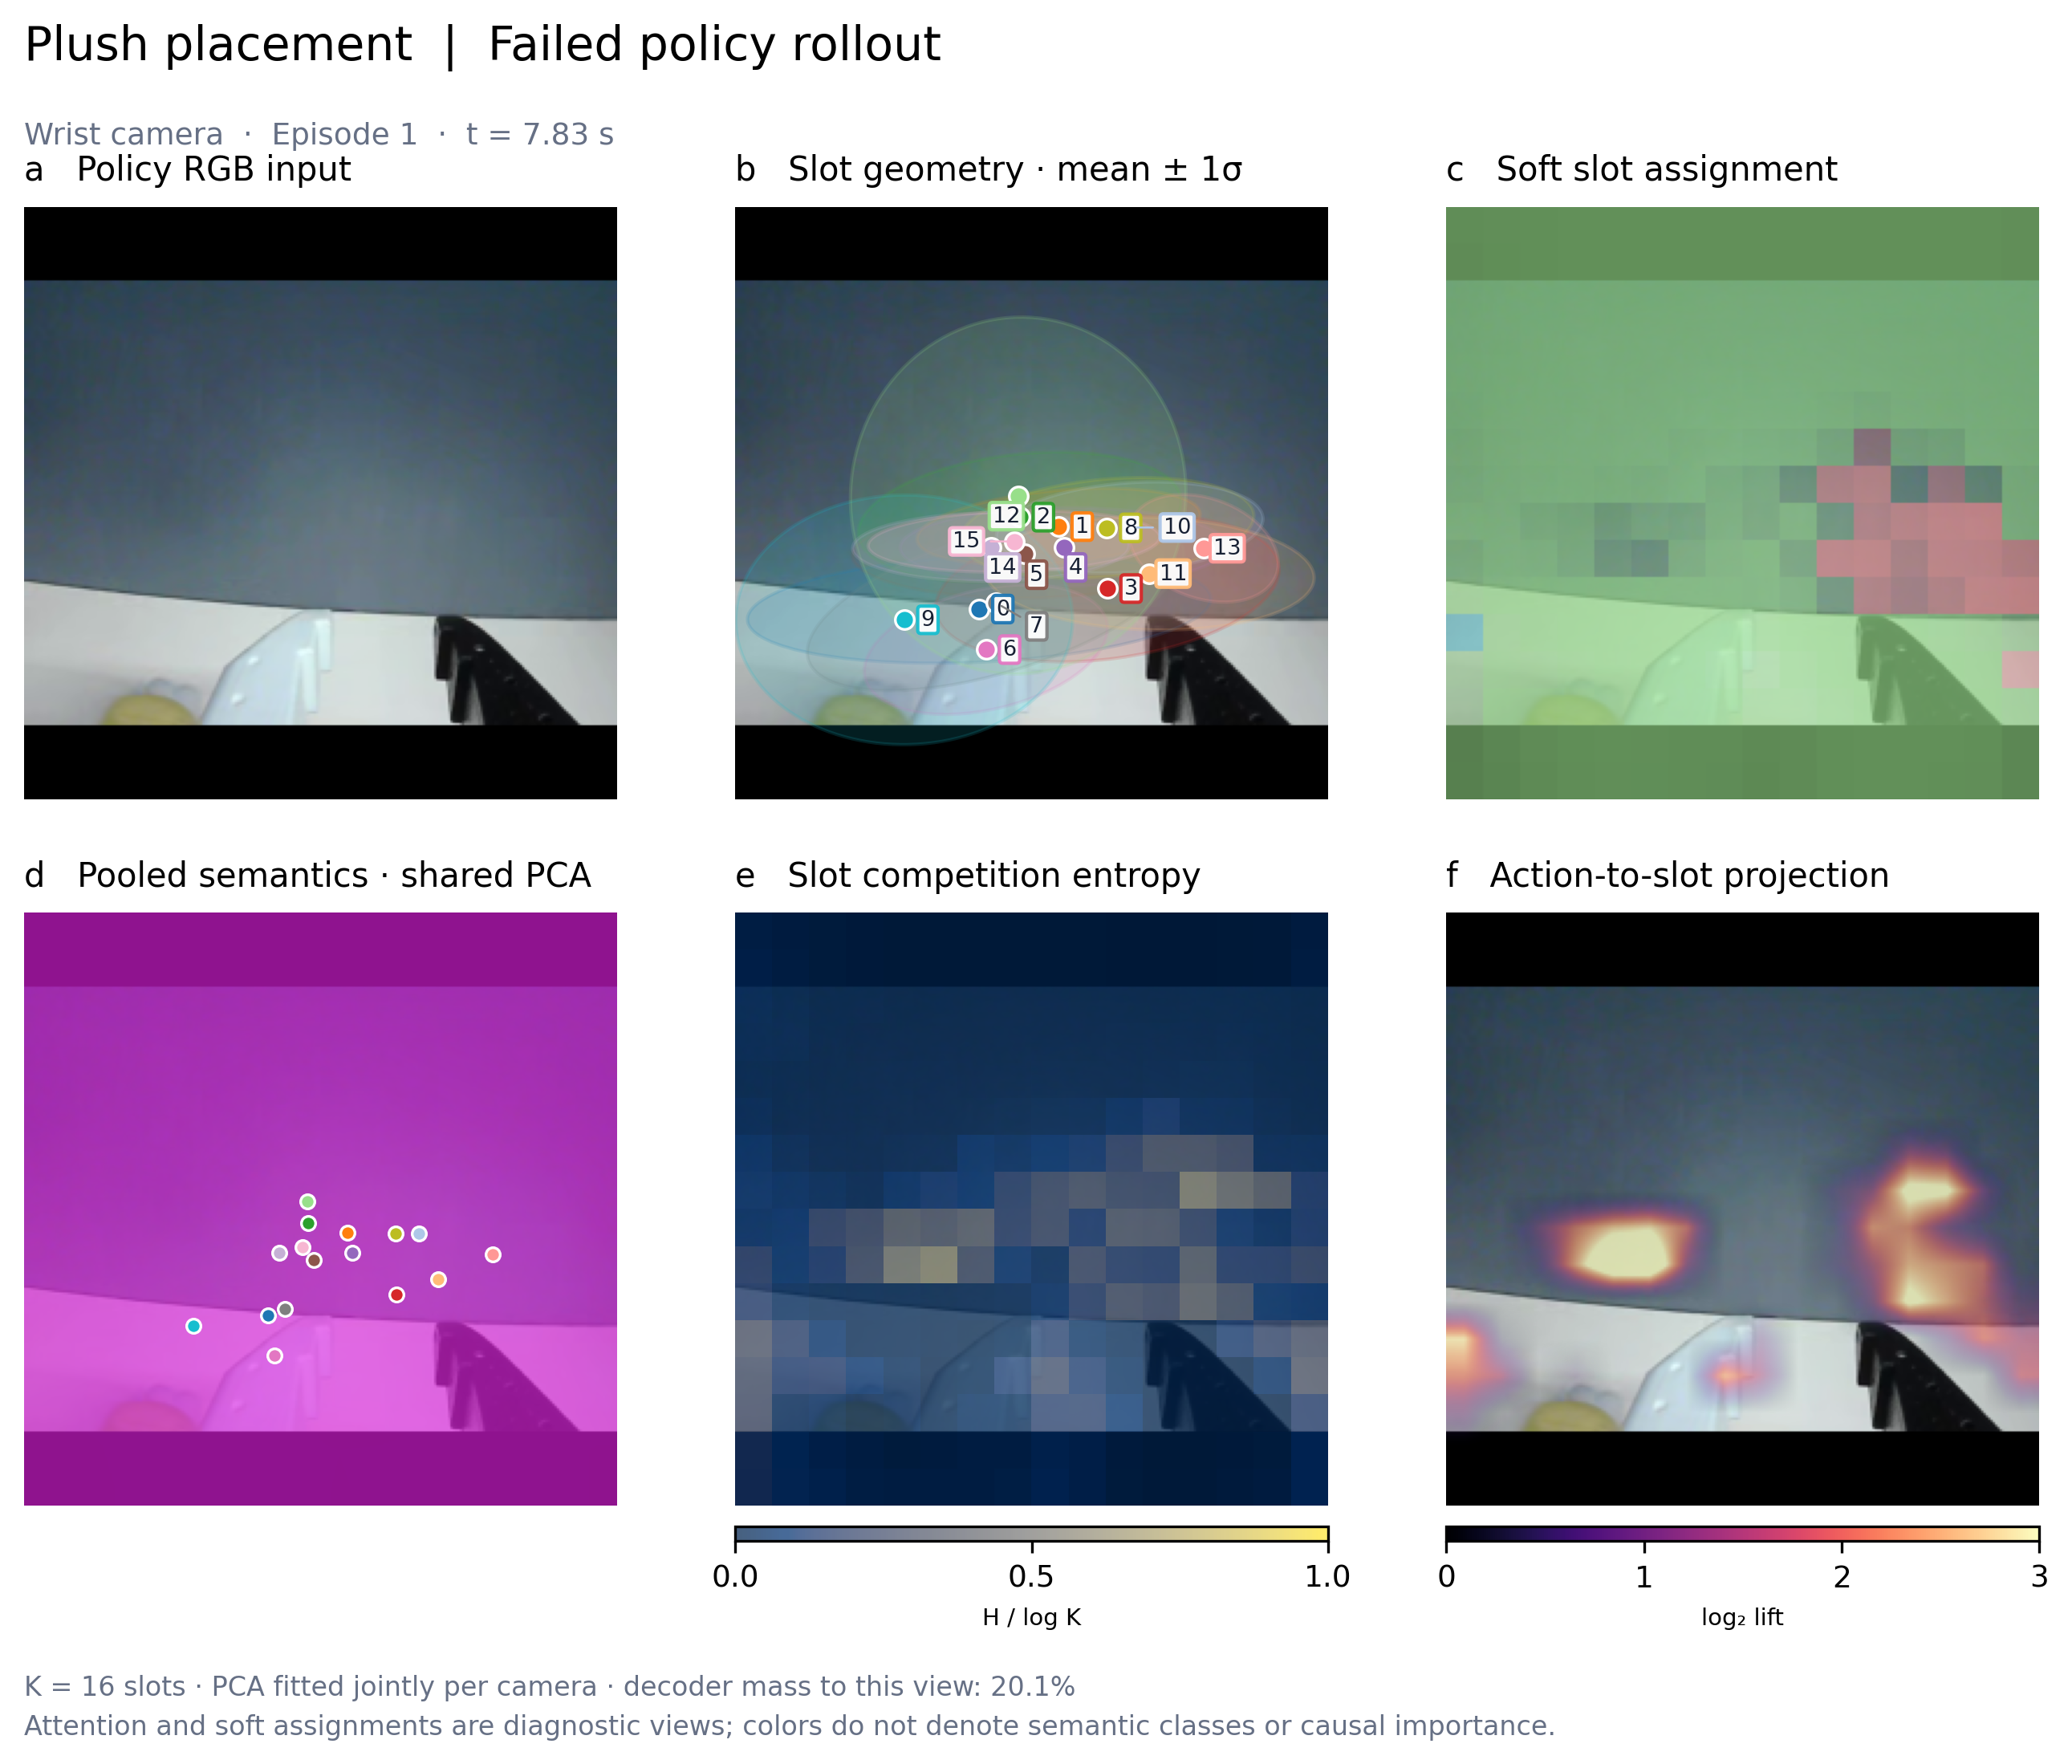 Plush placement | Failed policy rollout
Wrist camera · Episode 1 · t = 7.83 s
a Policy RGB input
b Slot geometry · mean ± 1σ
c Soft slot assignment
12 2 1 8 10
15 14 5 4 13
11 3
9 0 7
6
d Pooled semantics · shared PCA
e Slot competition entropy
f Action-to-slot projection
0.0 0.5 1.0
H / log K
0 1 2 3
log₂ lift
K = 16 slots · PCA fitted jointly per camera · decoder mass to this view: 20.1%
Attention and soft assignments are diagnostic views; colors do not denote semantic classes or causal importance.